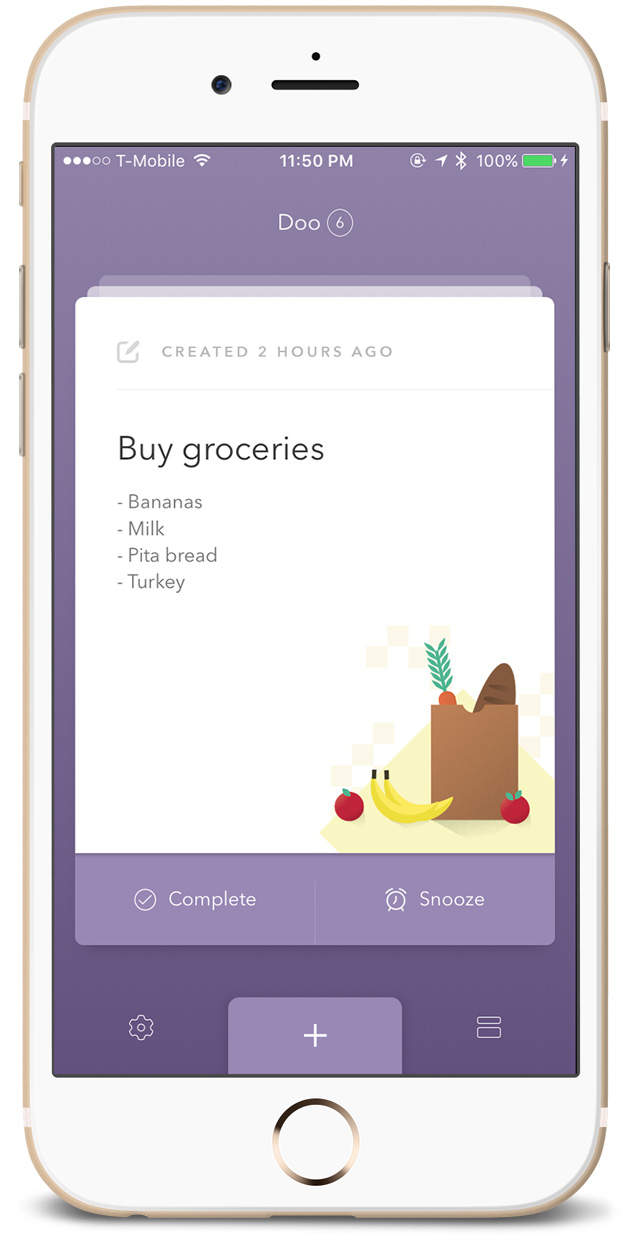 T-Mobile 11:50 PM 100%
Doo 6
CREATED 2 HOURS AGO
Buy groceries
- Bananas
- Milk
- Pita bread
- Turkey
Complete Snooze
+